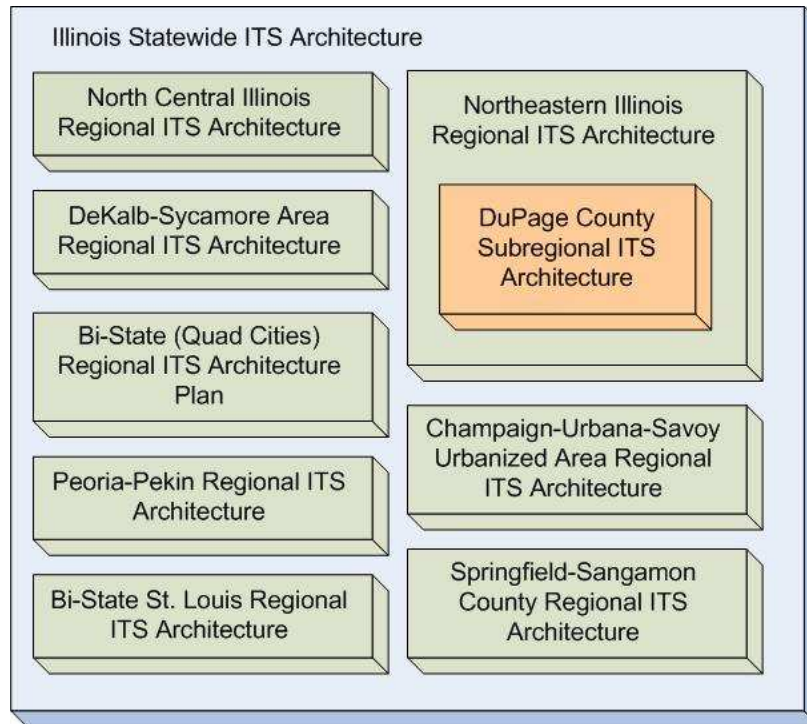 Illinois Statewide ITS Architecture
North Central Illinois
Regional ITS Architecture
DeKalb-Sycamore Area
Regional ITS Architecture
Bi-State (Quad Cities)
Regional ITS Architecture
Plan
Peoria-Pekin Regional ITS
Architecture
Bi-State St. Louis Regional
ITS Architecture
Northeastern Illinois
Regional ITS Architecture
DuPage County
Subregional ITS
Architecture
Champaign-Urbana-Savoy
Urbanized Area Regional
ITS Architecture
Springfield-Sangamon
County Regional ITS
Architecture